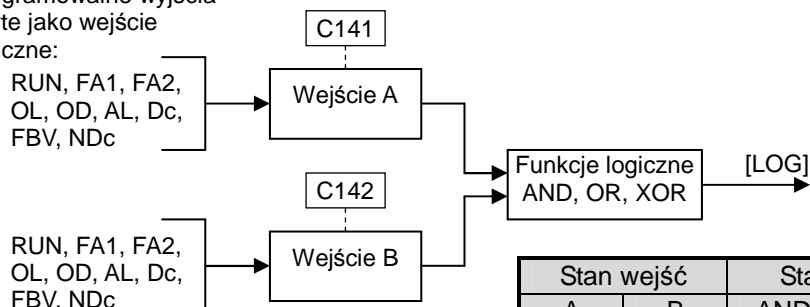 te jako wejście
C141
RUN, FA1, FA2,
OL, OD, AL, Dc,
FBV, NDc
Wejście A
Funkcje logiczne
AND, OR, XOR
[LOG]
C142
RUN, FA1, FA2,
OL, OD, AL, Dc,
FBV, NDc
Wejście B
Stan wejść
A
B
AND